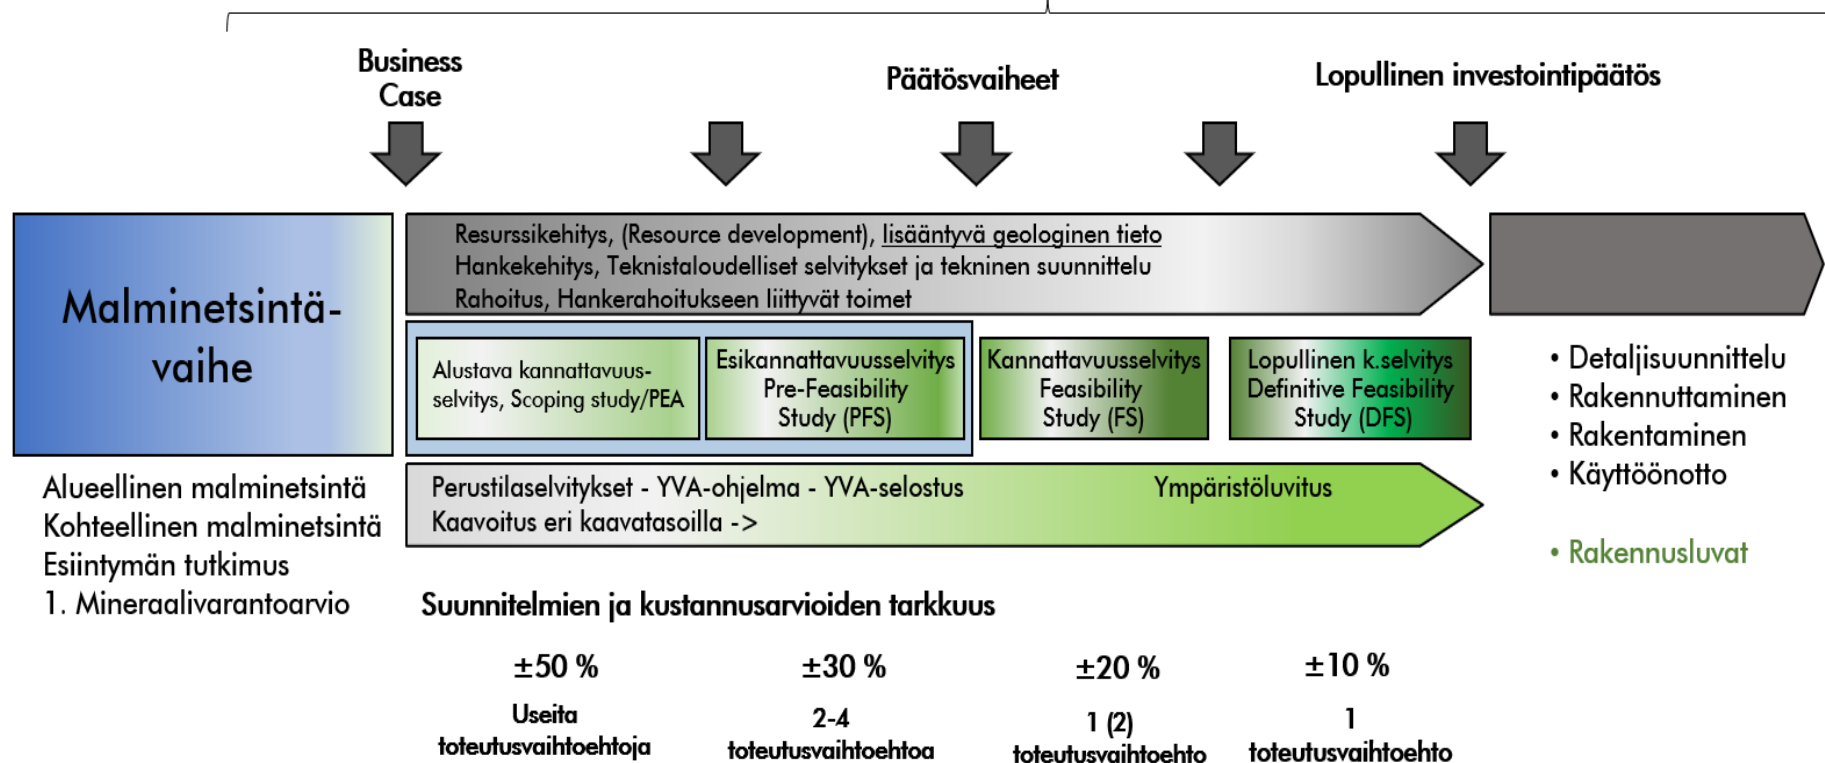 Business
Case
Päätösvaiheet
Lopullinen investointipäätös
Malminetsintä-
vaihe
Resurssikehitys, (Resource development), lisääntyvä geologinen tieto
Hankekehitys, Teknistaloudelliset selvitykset ja tekninen suunnittelu
Rahoitus, Hankerahoitukseen liittyvät toimet
Alustava kannattavuus-
selvitys, Scoping study/PEA
Esikannattavuusselvitys
Pre-Feasibility
Study (PFS)
Kannattavuusselvitys
Feasibility
Study (FS)
Lopullinen k.selvitys
Definitive Feasibility
Study (DFS)
Perustilaselvitykset - YVA-ohjelma - YVA-selostus
Ympäristöluvitus
Kaavoitus eri kaavatasoilla ->
• Detaljisuunnittelu
• Rakennuttaminen
• Rakentaminen
• Käyttöönotto
• Rakennusluvat
Alueellinen malminetsintä
Kohteellinen malminetsintä
Esiintymän tutkimus
1. Mineraalivarantoarvio
Suunnitelmien ja kustannusarvioiden tarkkuus
±50 %
Useita
toteutusvaihtoehtoja
±30 %
2-4
toteutusvaihtoehtoa
±20 %
1 (2)
toteutusvaihtoehto
±10 %
1
toteutusvaihtoehto